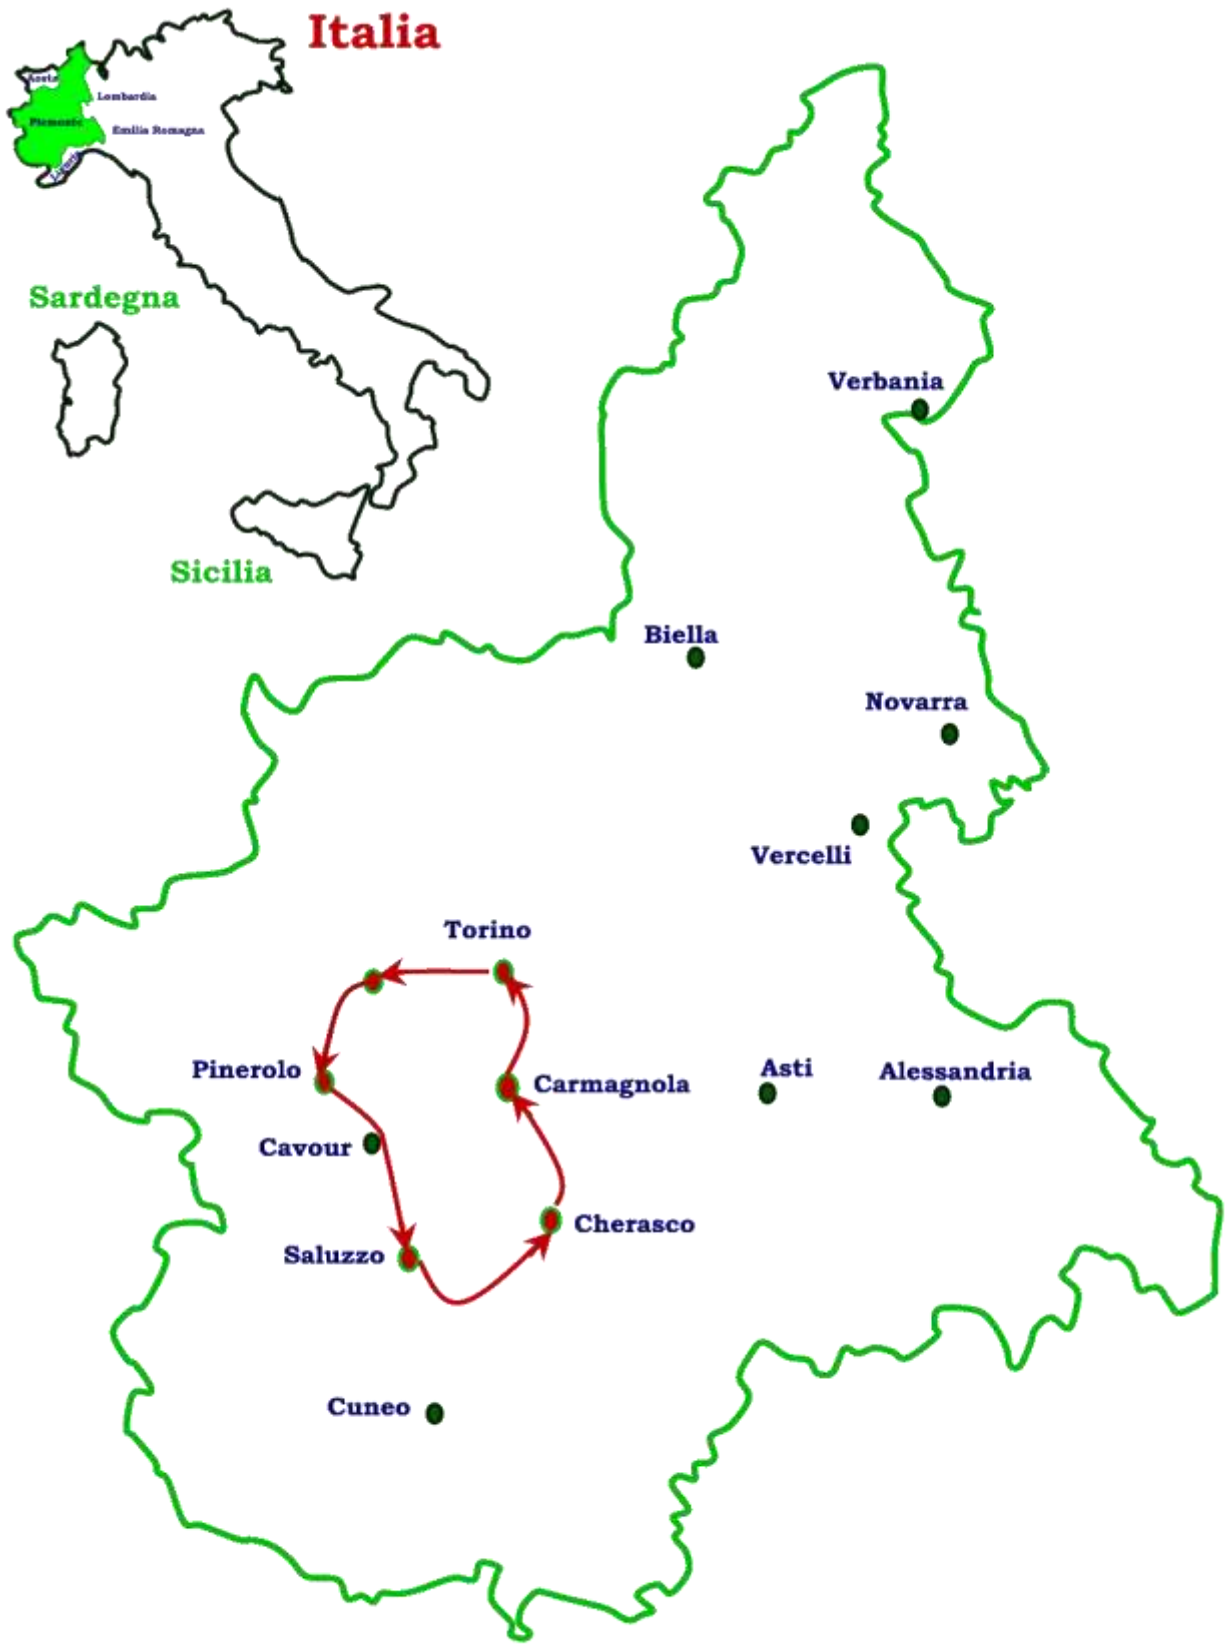 Italia
Aosta
Lombardia
Piemonte
Emilia Romagna
Liguria
Sardegna
Verbania
Sicilia
Biella
Novarra
Vercelli
Torino
Pinerolo
Asti
Alessandria
Carmagnola
Cavour
Cherasco
Saluzzo
Cuneo